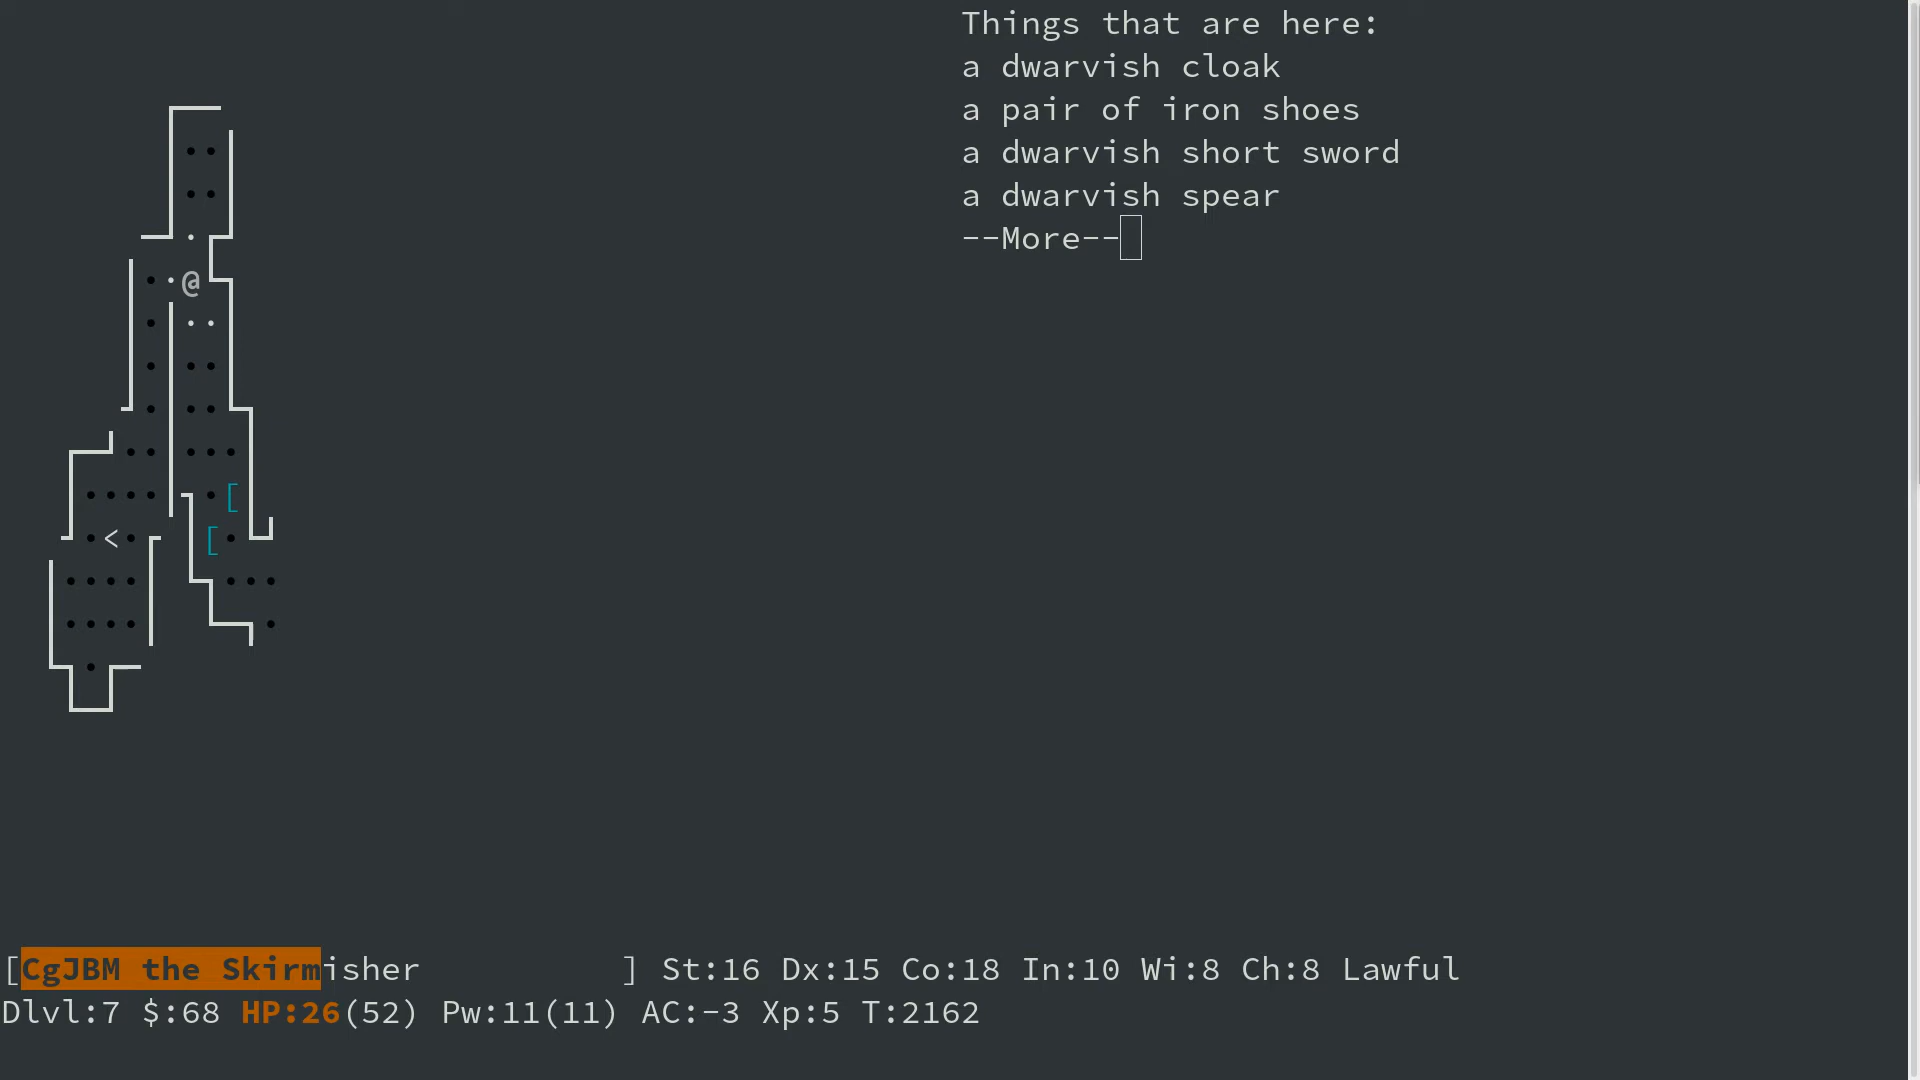 Things that are here:
a dwarvish cloak
a pair of iron shoes
a dwarvish short sword
a dwarvish spear
--More--
@
[
[
<
[CgJBM the Skirmisher ] St:16 Dx:15 Co:18 In:10 Wi:8 Ch:8 Lawful
Dlvl:7 $:68 HP:26(52) Pw:11(11) AC:-3 Xp:5 T:2162